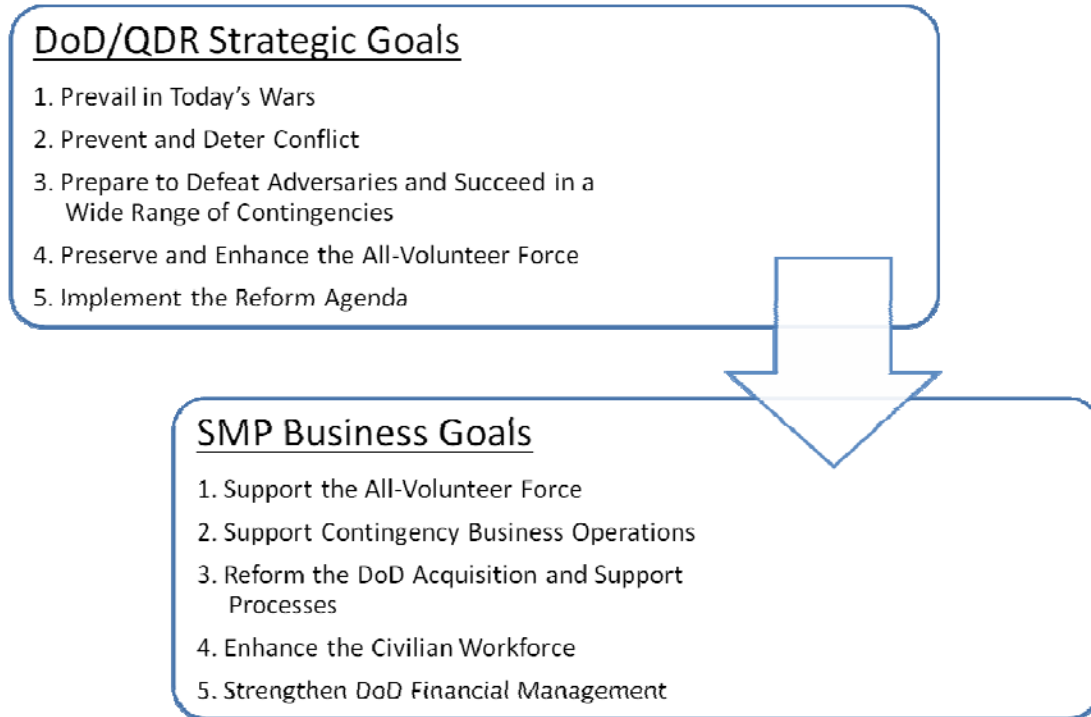 DoD/QDR Strategic Goals
1. Prevail in Today's Wars
2. Prevent and Deter Conflict
3. Prepare to Defeat Adversaries and Succeed in a
Wide Range of Contingencies
4. Preserve and Enhance the All-Volunteer Force
5. Implement the Reform Agenda
SMP Business Goals
1. Support the All-Volunteer Force
2. Support Contingency Business Operations
3. Reform the DoD Acquisition and Support
Processes
4. Enhance the Civilian Workforce
5. Strengthen DoD Financial Management